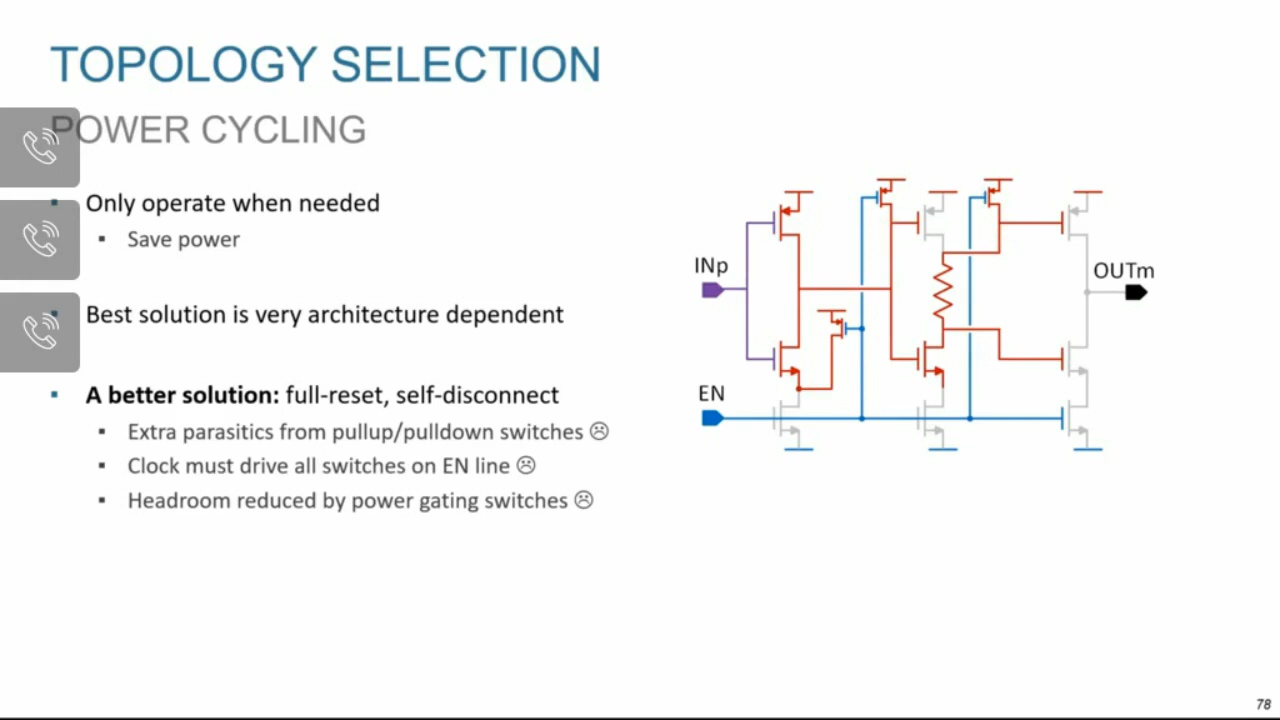 TOPOLOGY SELECTION
POWER CYCLING
Only operate when needed
Save power
Best solution is very architecture dependent
A better solution: full-reset, self-disconnect
Extra parasitics from pullup/pulldown switches ☹
Clock must drive all switches on EN line ☹
Headroom reduced by power gating switches ☹
INp
OUTm
EN
78